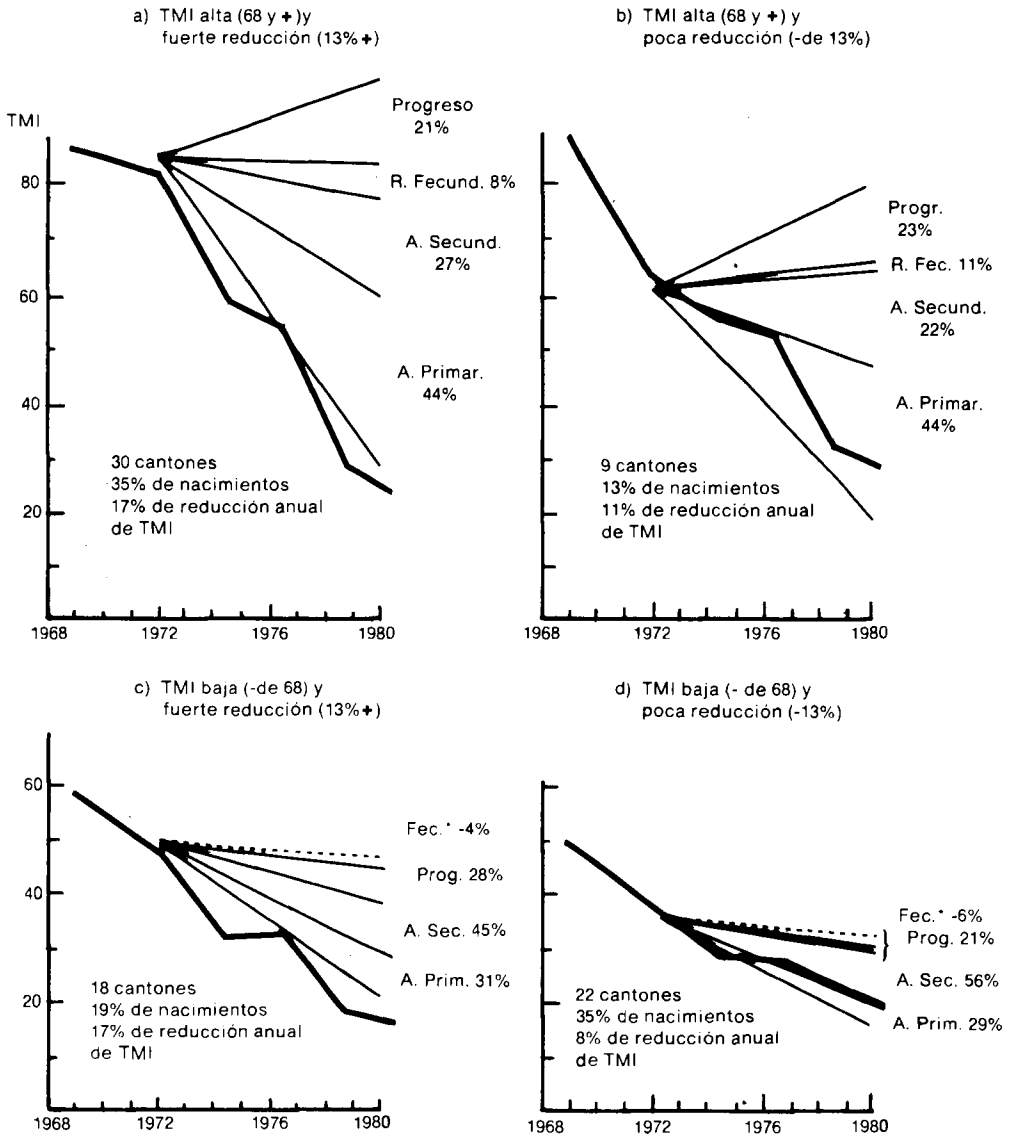 a) TMI alta (68 y +) y
fuerte reducción (13% +)
TMI
80
60
40
20
Progreso
21%
R. Fecund. 8%
A. Secund.
27%
A. Primar.
44%
30 cantones
35% de nacimientos
17% de reducción anual
de TMI
1968
1972
1976
1980
b) TMI alta (68 y +) y
poca reducción (-de 13%)
Progr.
23%
R. Fec. 11%
A. Secund.
22%
A. Primar.
44%
9 cantones
13% de nacimientos
11% de reducción anual
de TMI
1968
1972
1976
1980
c) TMI baja (-de 68) y
fuerte reducción (13% +)
60
40
20
Fec.* -4%
Prog. 28%
A. Sec. 45%
A. Prim. 31%
18 cantones
19% de nacimientos
17% de reducción anual
de TMI
1968
1972
1976
1980
d) TMI baja (- de 68) y
poca reducción (-13%)
Fec.* -6%
Prog. 21%
A. Sec. 56%
A. Prim. 29%
22 cantones
35% de nacimientos
8% de reducción anual
de TMI
1968
1972
1976
1980